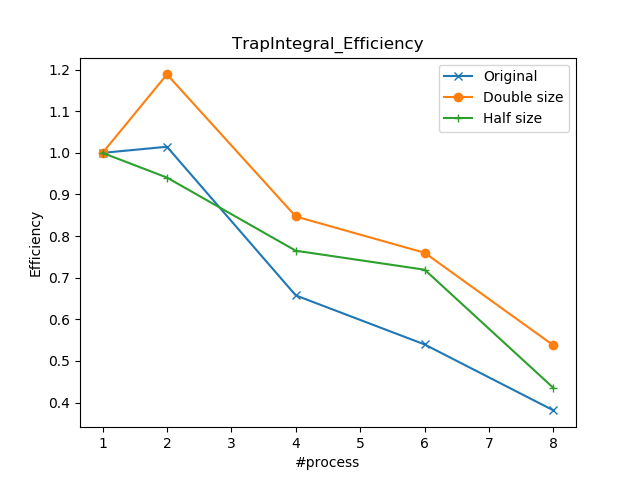 TrapIntegral_Efficiency
Original
Double size
Half size
1.2
1.1
1.0
0.9
0.8
0.7
0.6
0.5
0.4
Efficiency
1 2 3 4 5 6 7 8
#process